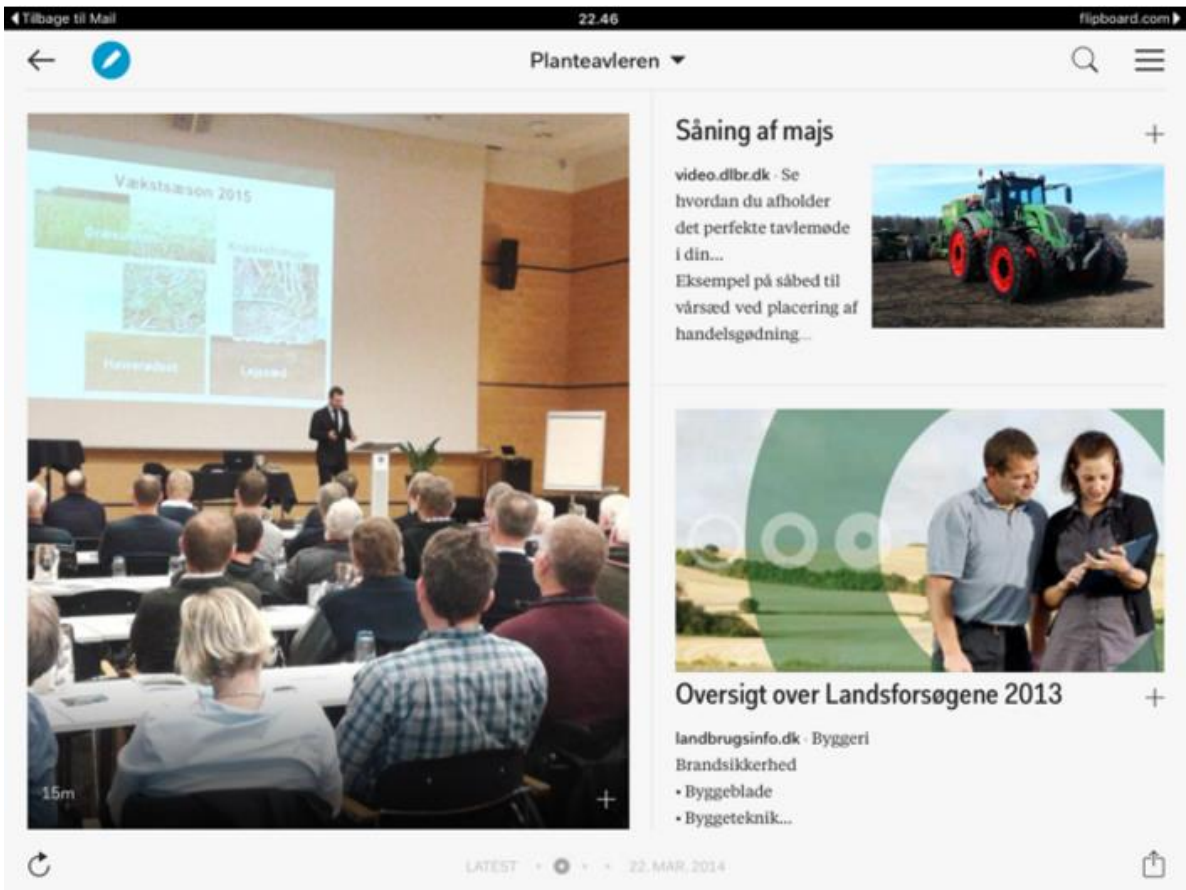 Tilbage til Mail
22.46
flipboard.com
Planteavleren
Vækstsæson 2015
Lejesæd
15m
Såning af majs
video.dlbr.dk · Se
hvordan du afholder
det perfekte tavlemøde
i din...
Eksempel på såbed til
vårsæd ved placering af
handelsgødning...
Oversigt over Landsforsøgene 2013
landbrugsinfo.dk · Byggeri
Brandsikkerhed
• Byggeblade
• Byggeteknik...
LATEST
22. MAR. 2014